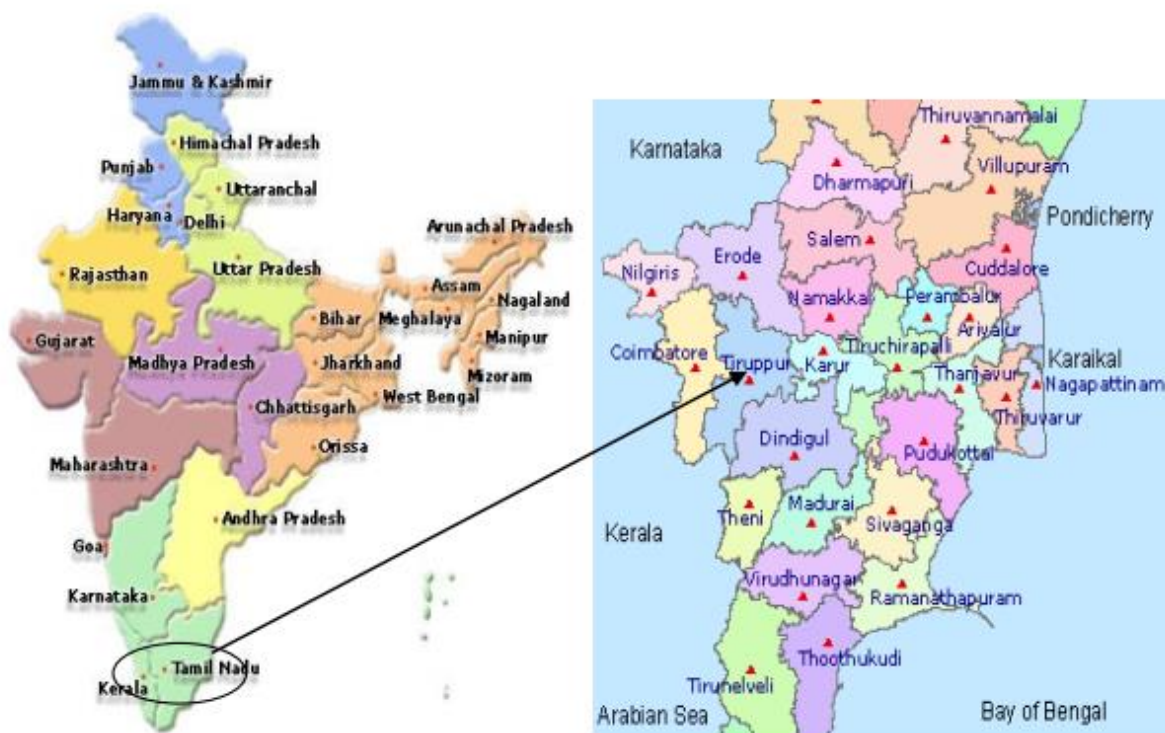 Jammu & Kashmir
Himachal Pradesh
Punjab
Uttaranchal
Haryana
Delhi
Arunachal Pradesh
Rajasthan
Uttar Pradesh
Assam
Nagaland
Bihar
Meghalaya
Manipur
Gujarat
Madhya Pradesh
Jharkhand
Mizoram
West Bengal
Chhattisgarh
Orissa
Maharashtra
Andhra Pradesh
Goa
Karnataka
Tamil Nadu
Kerala
Thiruvannamalai
Karnataka
Villupuram
Dharmapuri
Pondicherry
Salem
Erode
Cuddalore
Nilgiris
Namakkal
Perambalur
Arivalur
Coimbatore
Tiruchirapalli
Tiruppur
Karur
Karaikal
Thanjavur
Nagapattinam
Thiruvarur
Dindigul
Pudukottai
Madurai
Theni
Sivaganga
Kerala
Virudhunagar
Ramanathapuram
Thoothukudi
Tirunelveli
Arabian Sea
Bay of Bengal